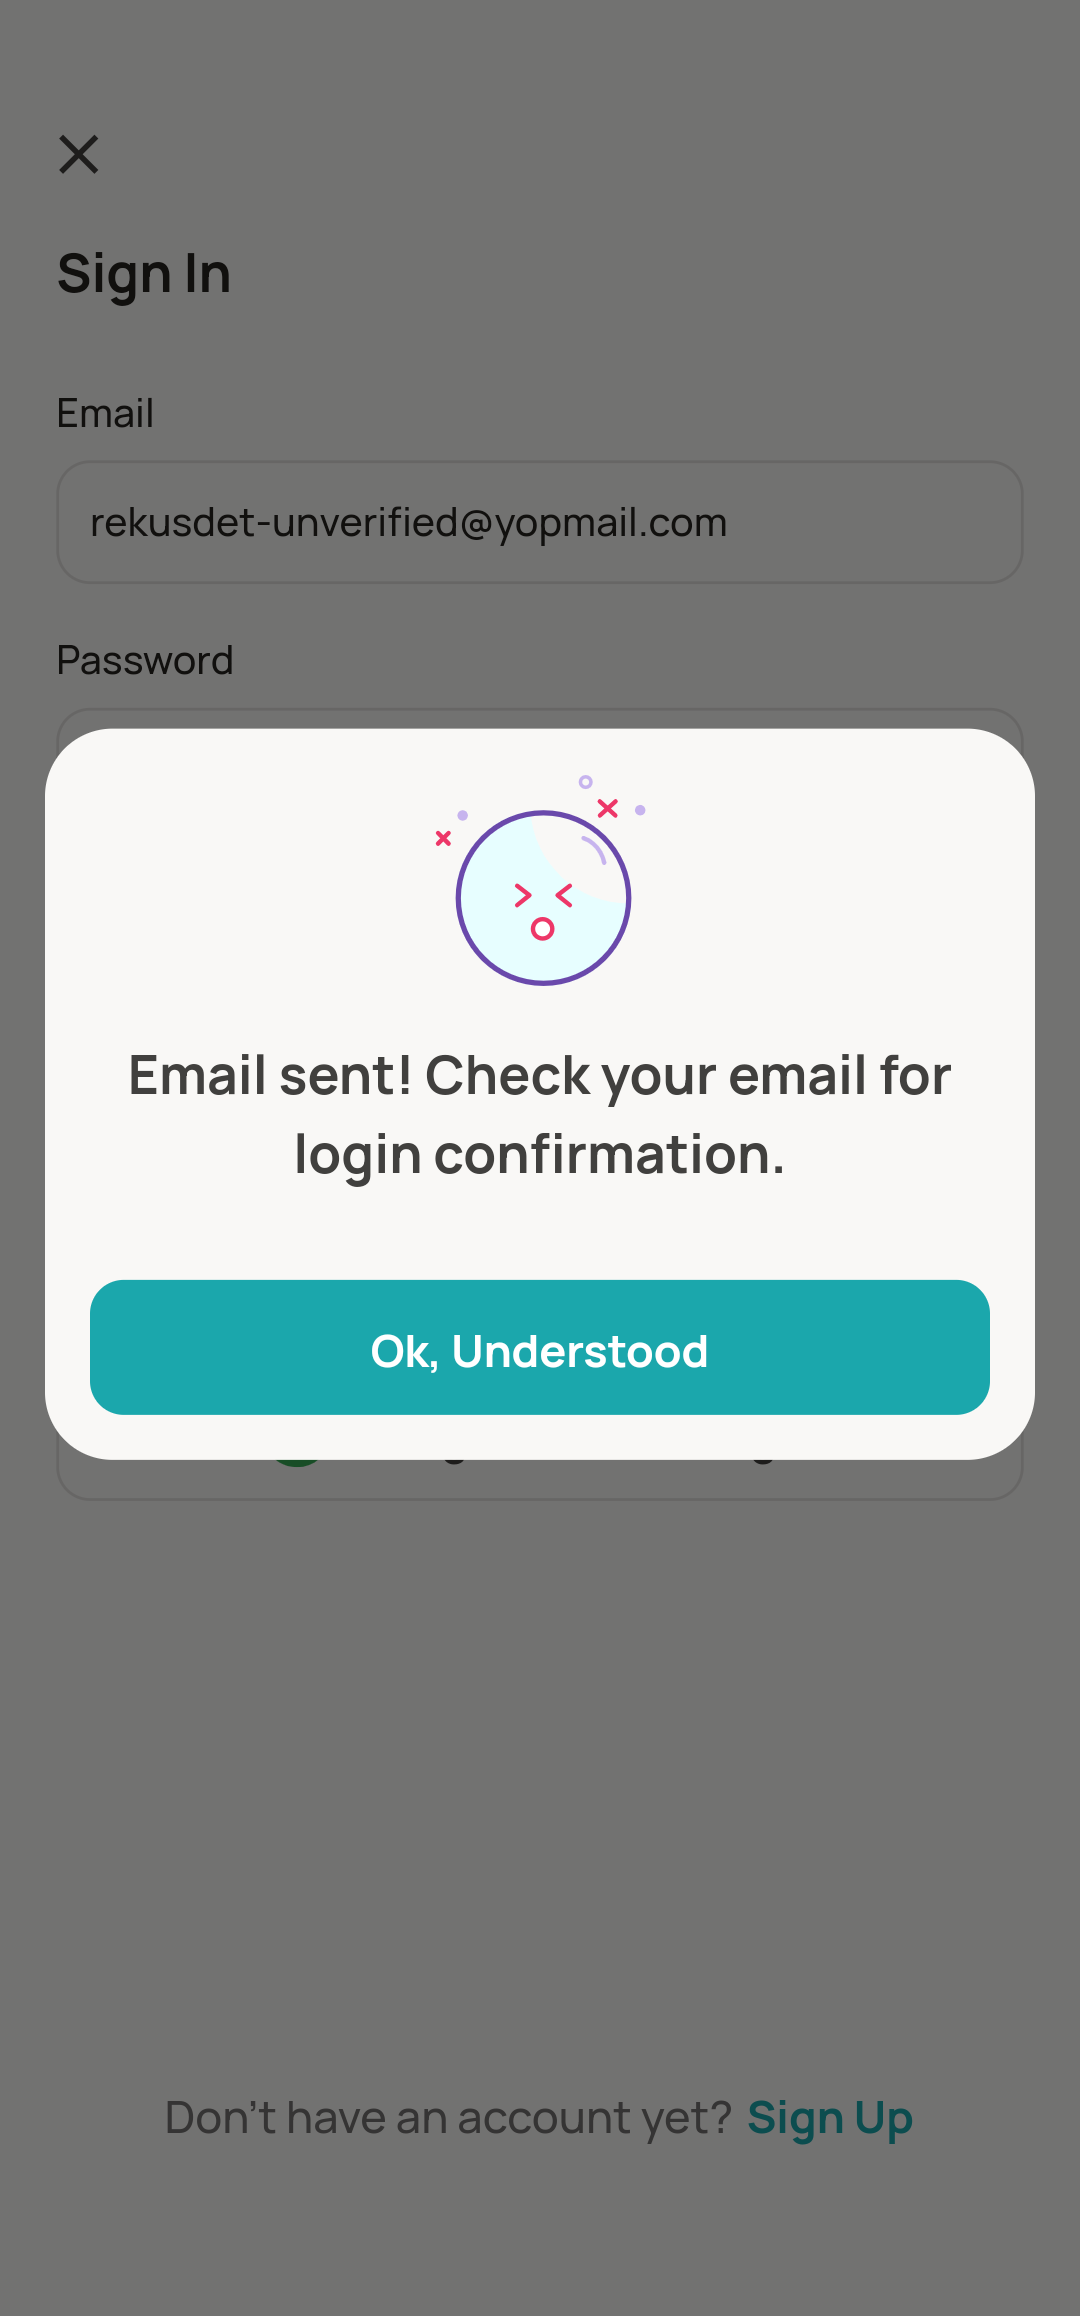 Sign In
Email
rekusdet-unverified@yopmail.com
Password
Email sent! Check your email for
login confirmation.
Ok, Understood
Don't have an account yet? Sign Up